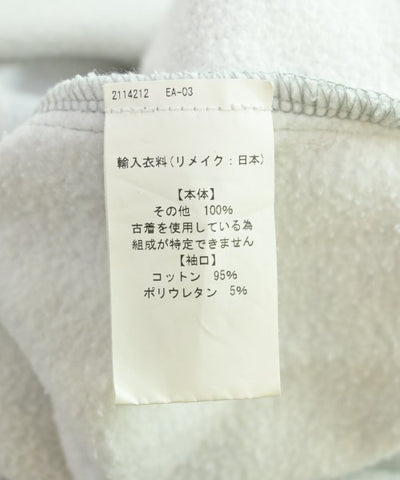 2114212 EA-03
輸入衣料(リメイク:日本)
【本体】
その他 100%
古着を使用している為
組成が特定できません
【袖口】
コットン 95%
ポリウレタン 5%